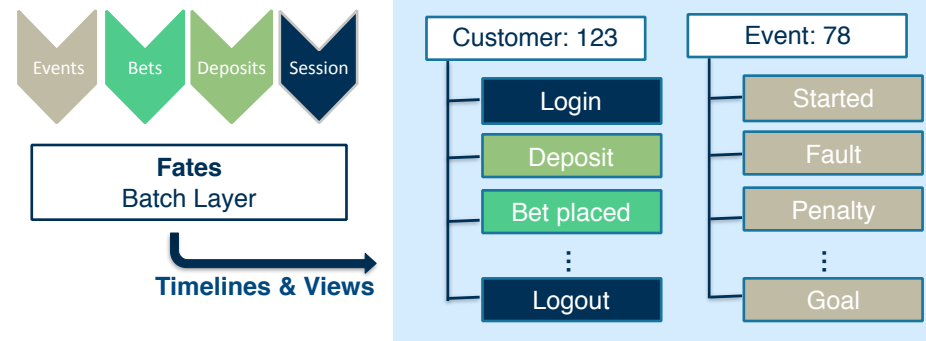 Events
Bets
Deposits
Session
Fates
Batch Layer
Timelines & Views
Customer: 123
Login
Deposit
Bet placed
⋮
Logout
Event: 78
Started
Fault
Penalty
⋮
Goal